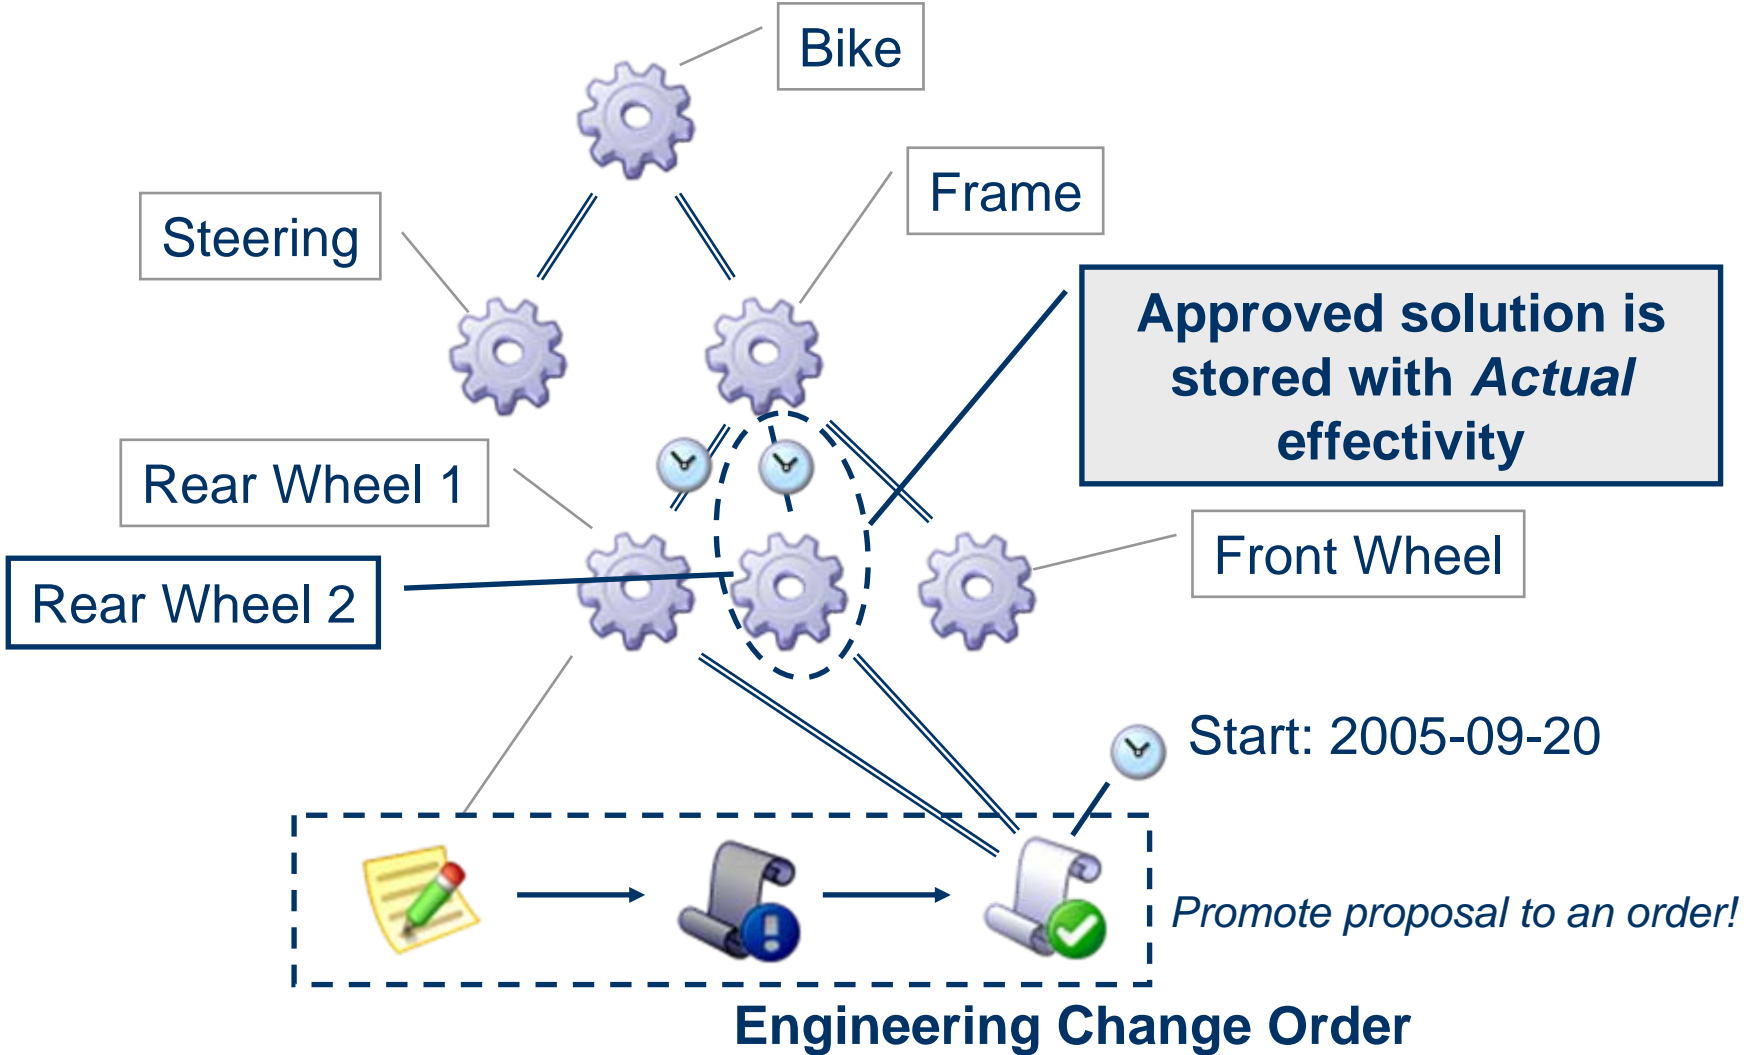 Bike
Frame
Steering
Approved solution is
stored with Actual
effectivity
Rear Wheel 1
Front Wheel
Rear Wheel 2
Start: 2005-09-20
Promote proposal to an order!
Engineering Change Order